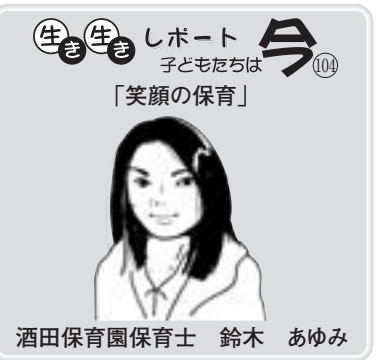 生き生きレポート 今
子どもたちは 104
「笑顔の保育」
酒田保育園保育士 鈴木 あゆみ